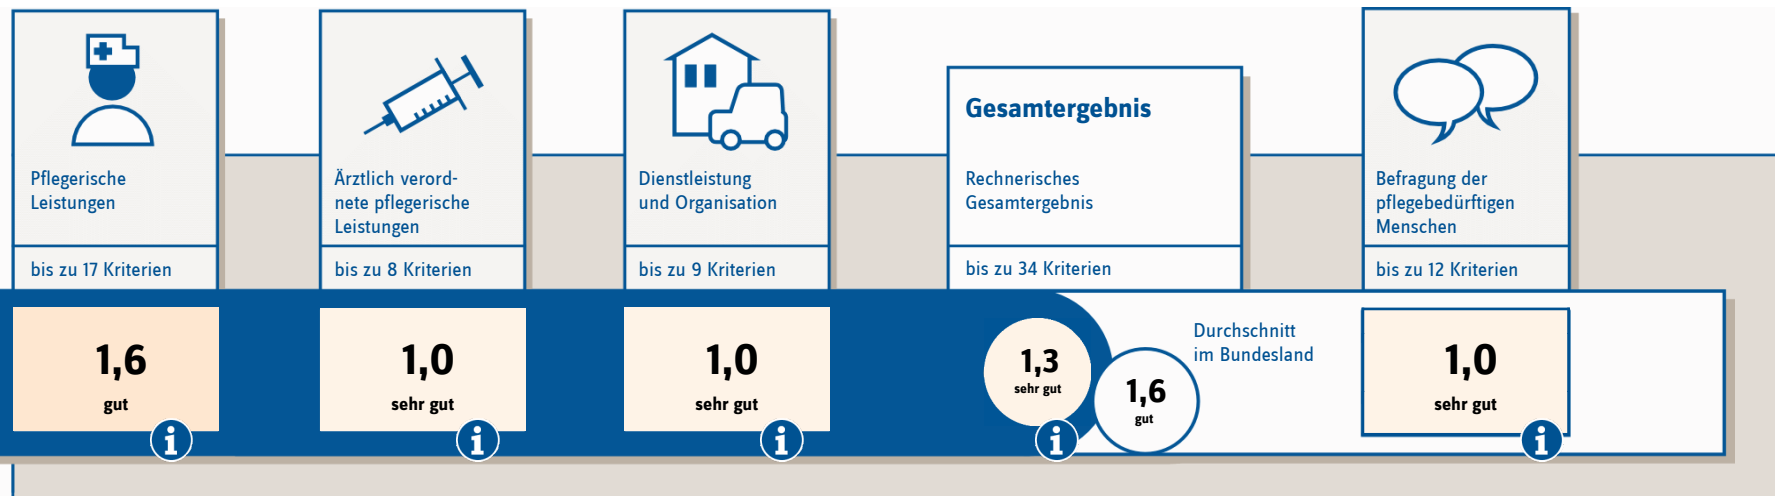 Pflegerische
Leistungen
bis zu 17 Kriterien
1,6
gut
i
Ärztlich verord-
nete pflegerische
Leistungen
bis zu 8 Kriterien
1,0
sehr gut
i
Dienstleistung
und Organisation
bis zu 9 Kriterien
1,0
sehr gut
i
Gesamtergebnis
Rechnerisches
Gesamtergebnis
bis zu 34 Kriterien
1,3
sehr gut
i
1,6
gut
Durchschnitt
im Bundesland
Befragung der
pflegebedürftigen
Menschen
bis zu 12 Kriterien
1,0
sehr gut
i